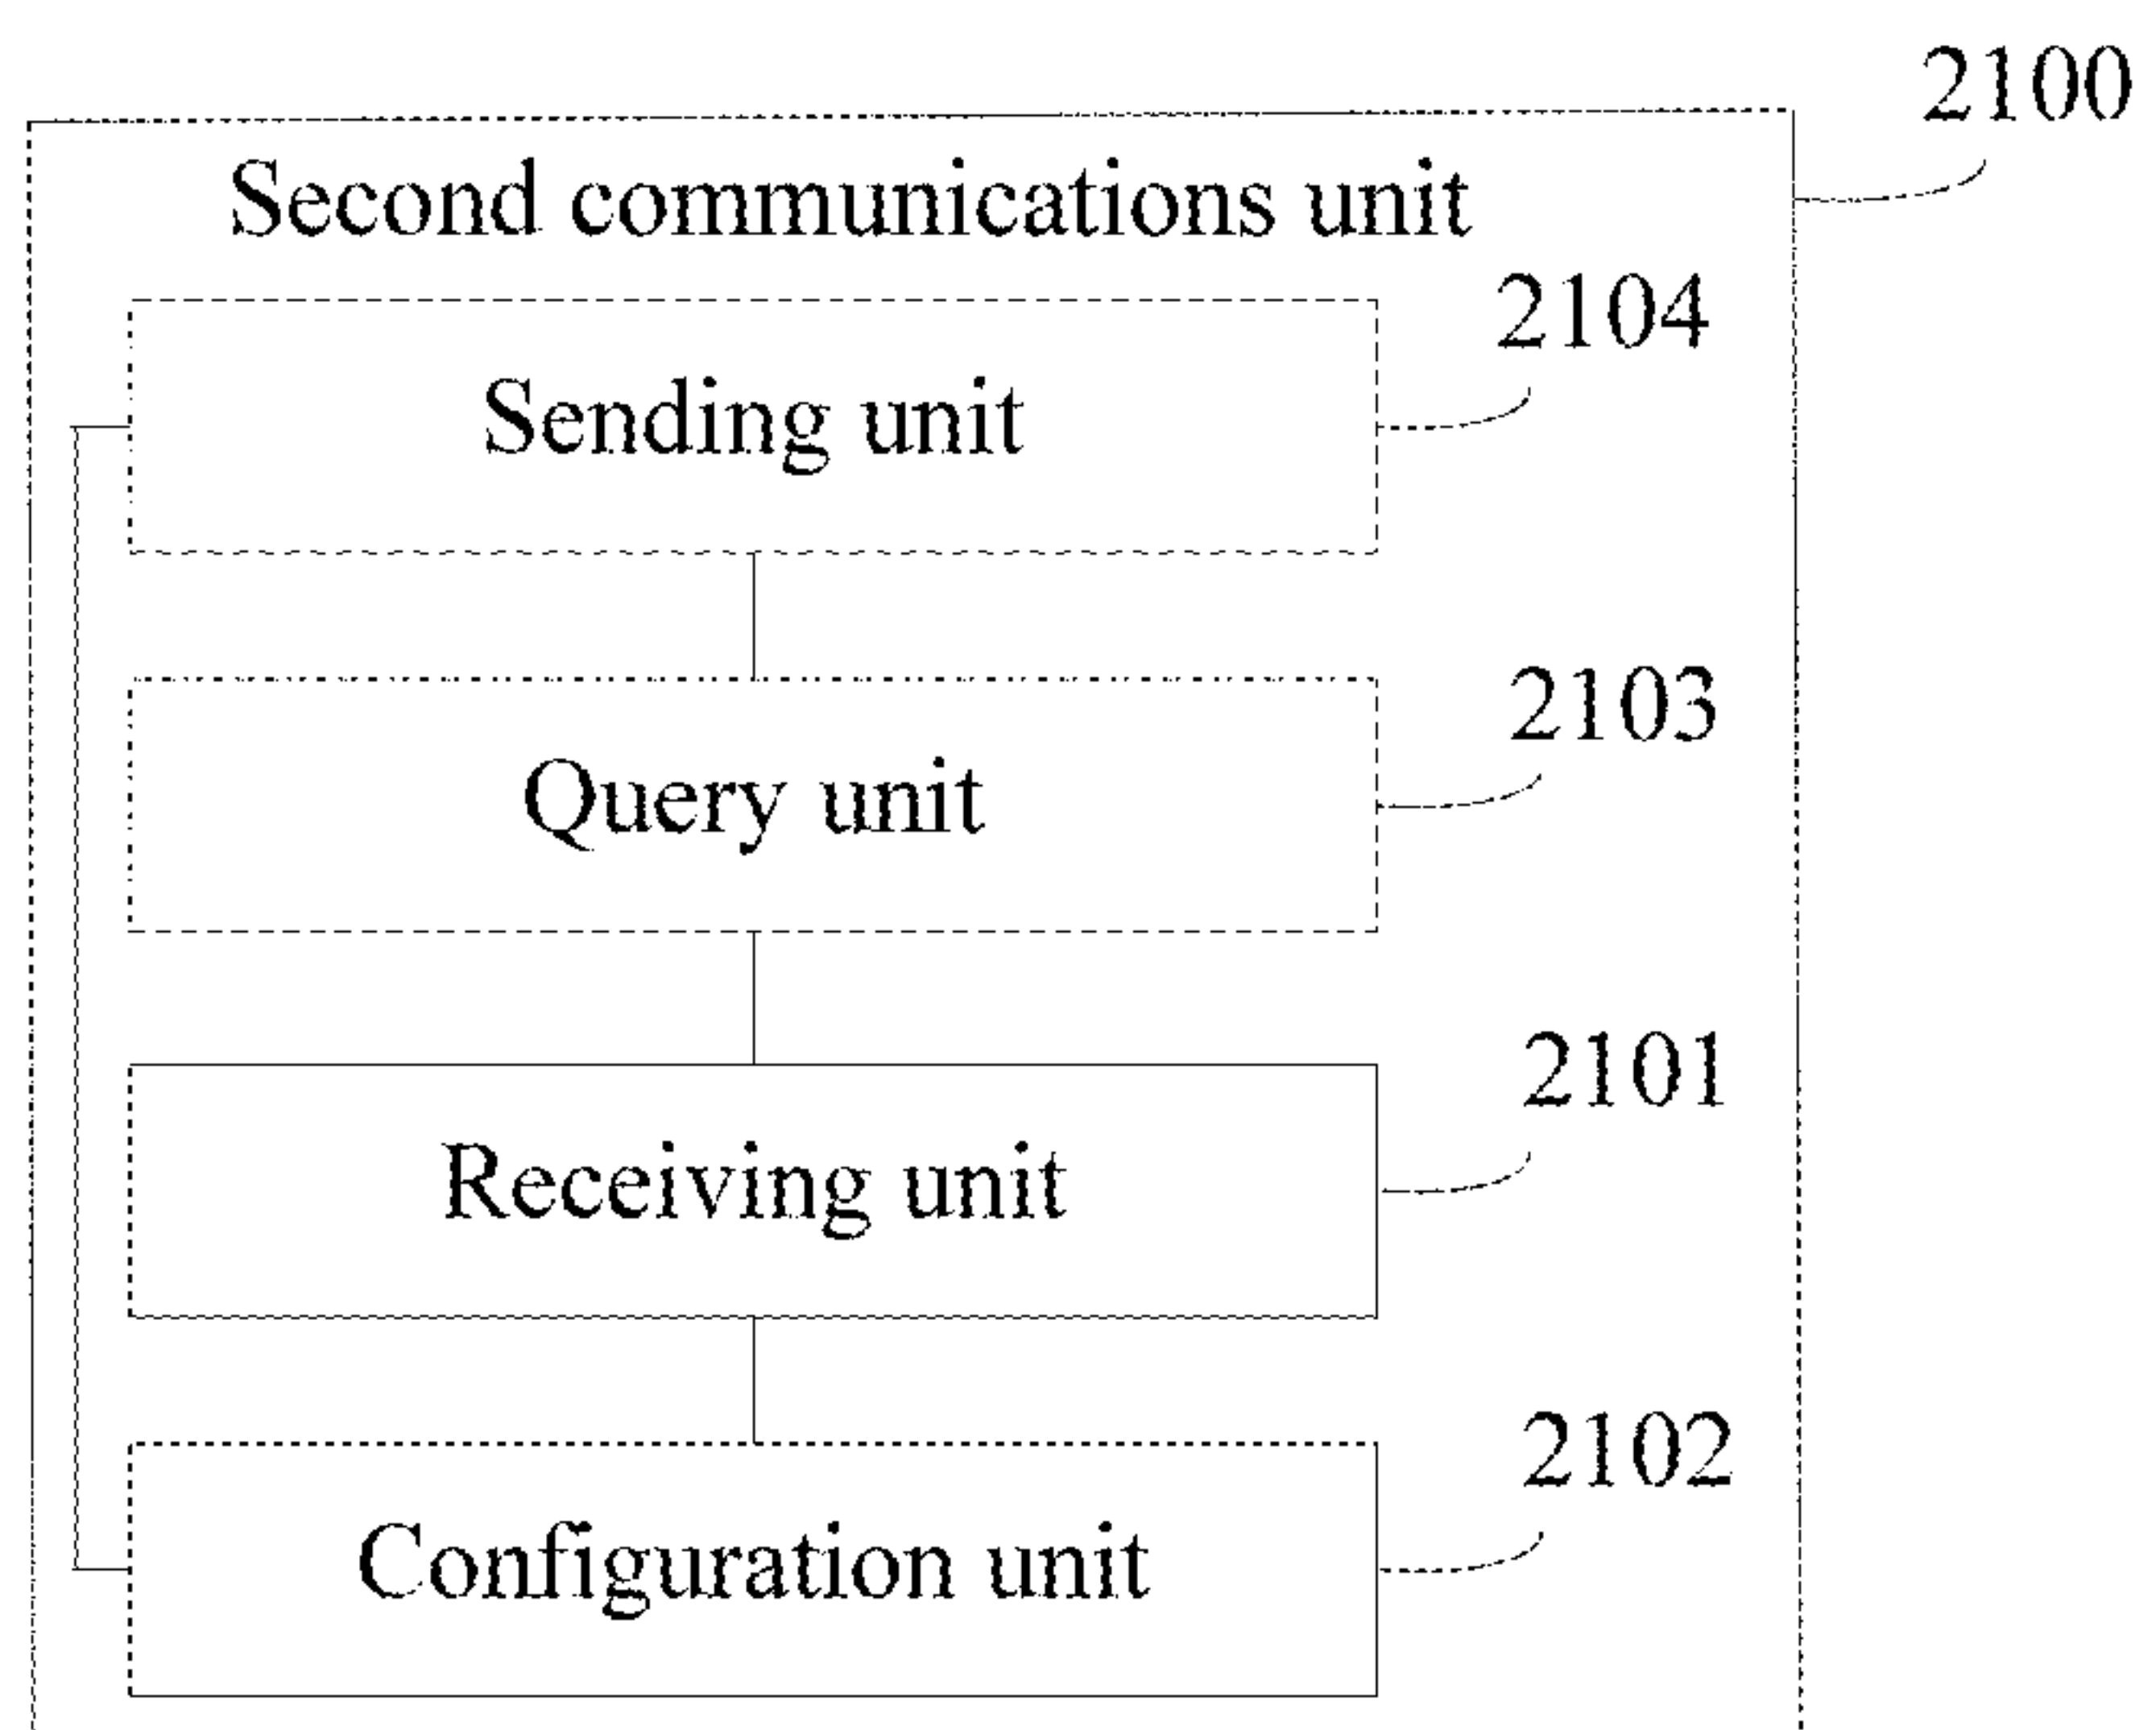 2100
Second communications unit
2104
Sending unit
2103
Query unit
2101
Receiving unit
2102
Configuration unit